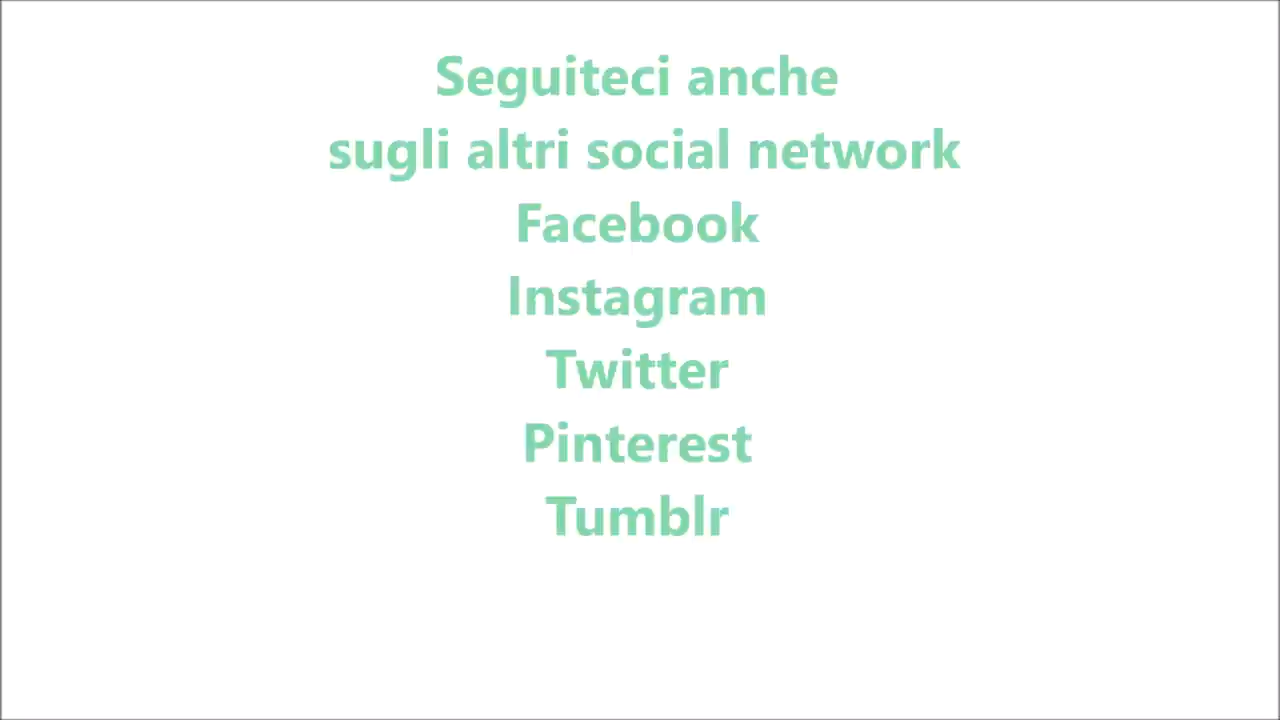 Seguiteci anche
sugli altri social network
Facebook
Instagram
Twitter
Pinterest
Tumblr